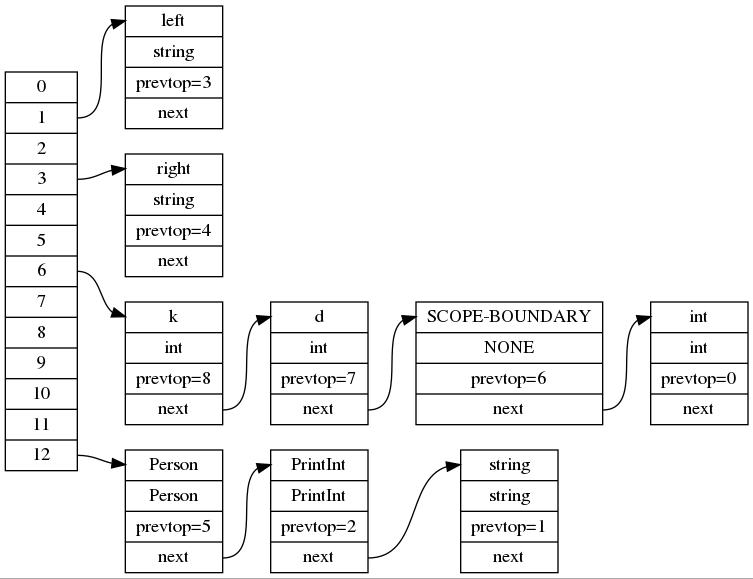 0
1
2
3
4
5
6
7
8
9
10
11
12
left
string
prevtop=3
next
right
string
prevtop=4
next
k
int
prevtop=8
next
d
int
prevtop=7
next
SCOPE-BOUNDARY
NONE
prevtop=6
next
int
int
prevtop=0
next
Person
Person
prevtop=5
next
PrintInt
PrintInt
prevtop=2
next
string
string
prevtop=1
next